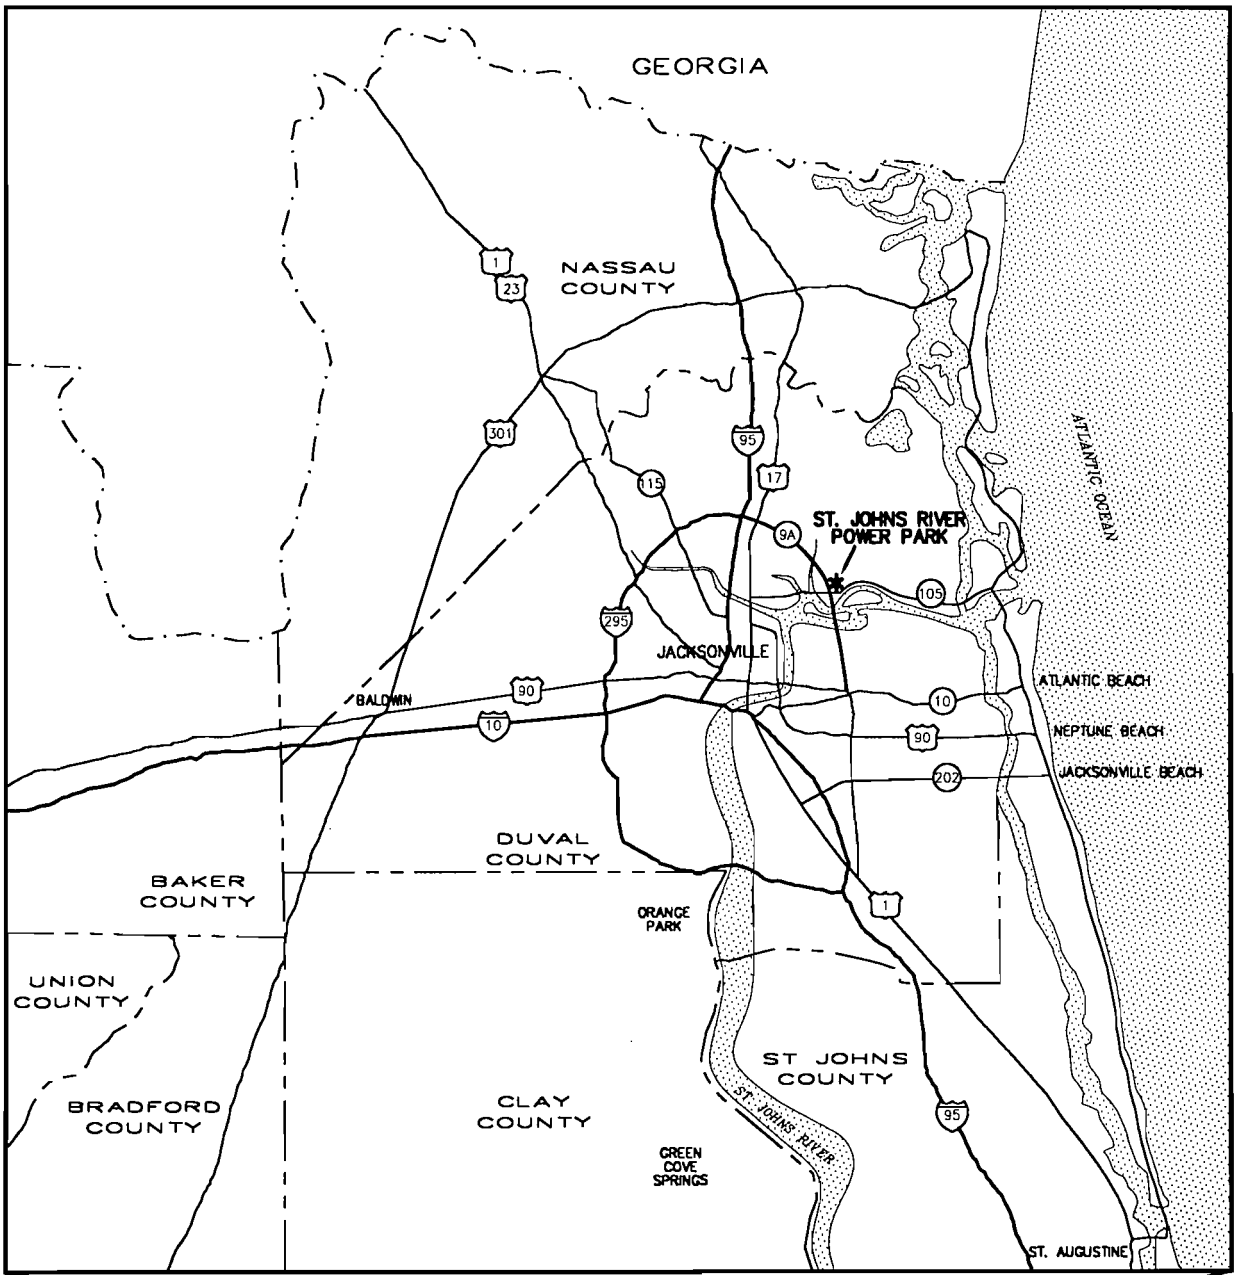 GEORGIA
1
23
NASSAU
COUNTY
301
95
115
17
ATLANTIC OCEAN
9A
ST. JOHNS RIVER
POWER PARK
105
295
JACKSONVILLE
90
BALDWIN
10
ATLANTIC BEACH
10
90
NEPTUNE BEACH
202
JACKSONVILLE BEACH
DUVAL
COUNTY
BAKER
COUNTY
1
ORANGE
PARK
UNION
COUNTY
ST JOHNS
COUNTY
BRADFORD
COUNTY
CLAY
COUNTY
ST JOHNS RIVER
95
GREEN
COVE
SPRINGS
ST. AUGUSTINE